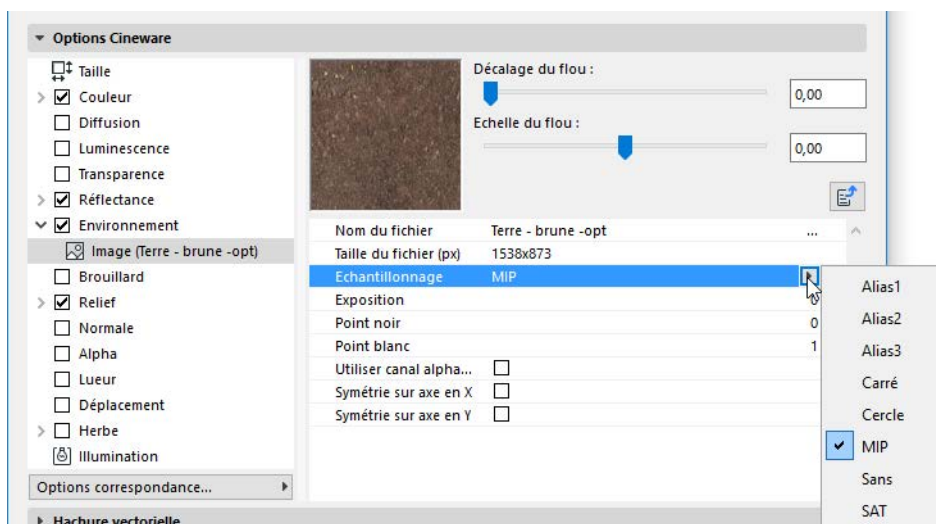 Options Cineware
Taille
Couleur
Diffusion
Luminescence
Transparence
Réflectance
Environnement
Image (Terre - brune -opt)
Brouillard
Relief
Normale
Alpha
Lueur
Déplacement
Herbe
Illumination
Options correspondance...
Décalage du flou :
0,00
Echelle du flou :
0,00
Nom du fichier Terre - brune -opt ...
Taille du fichier (px) 1538x873
Echantillonnage MIP
Exposition 0
Point noir 0
Point blanc 1
Utiliser canal alpha...
Symétrie sur axe en X
Symétrie sur axe en Y
Alias1
Alias2
Alias3
Carré
Cercle
MIP
Sans
SAT
Hachure vectorielle